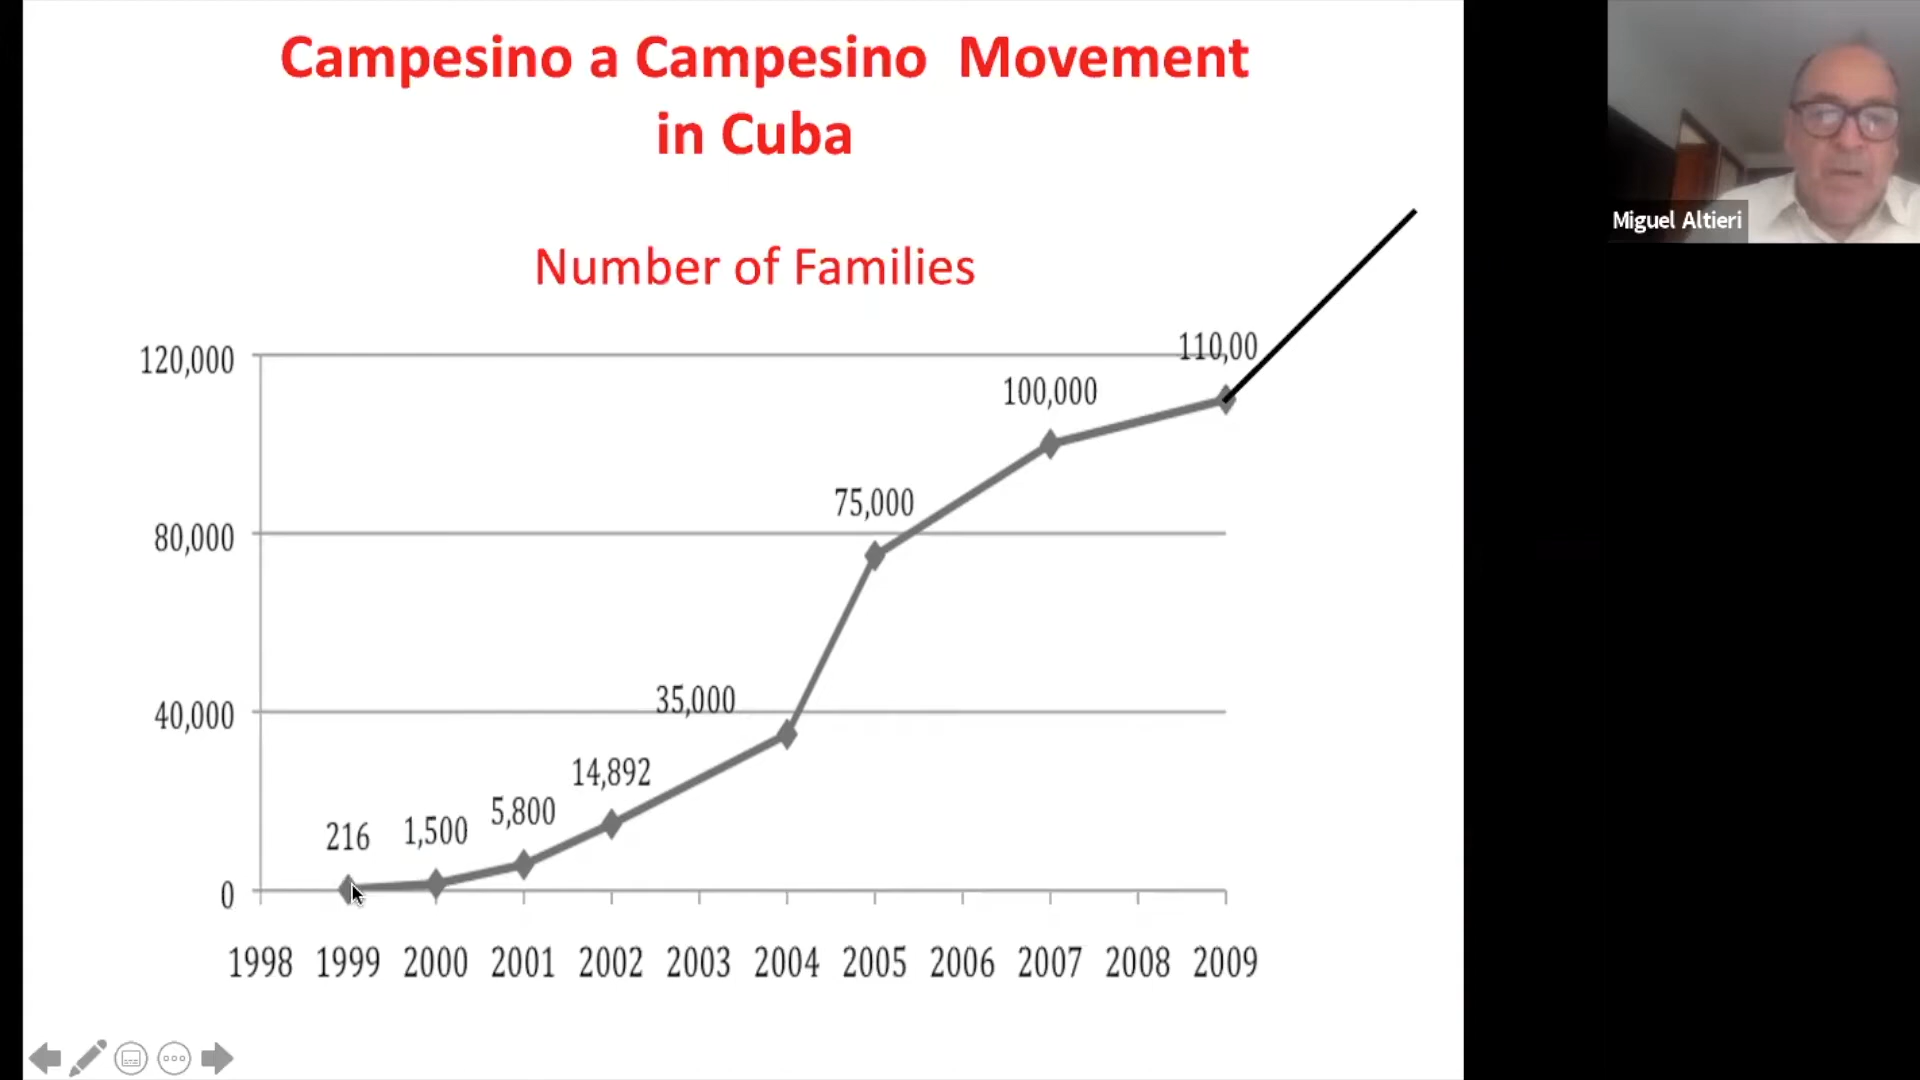 Campesino a Campesino Movement
in Cuba
Miguel Altieri
Number of Families
120,000
110,00
100,000
80,000
75,000
40,000
35,000
14,892
5,800
1,500
216
0
1998 1999 2000 2001 2002 2003 2004 2005 2006 2007 2008 2009